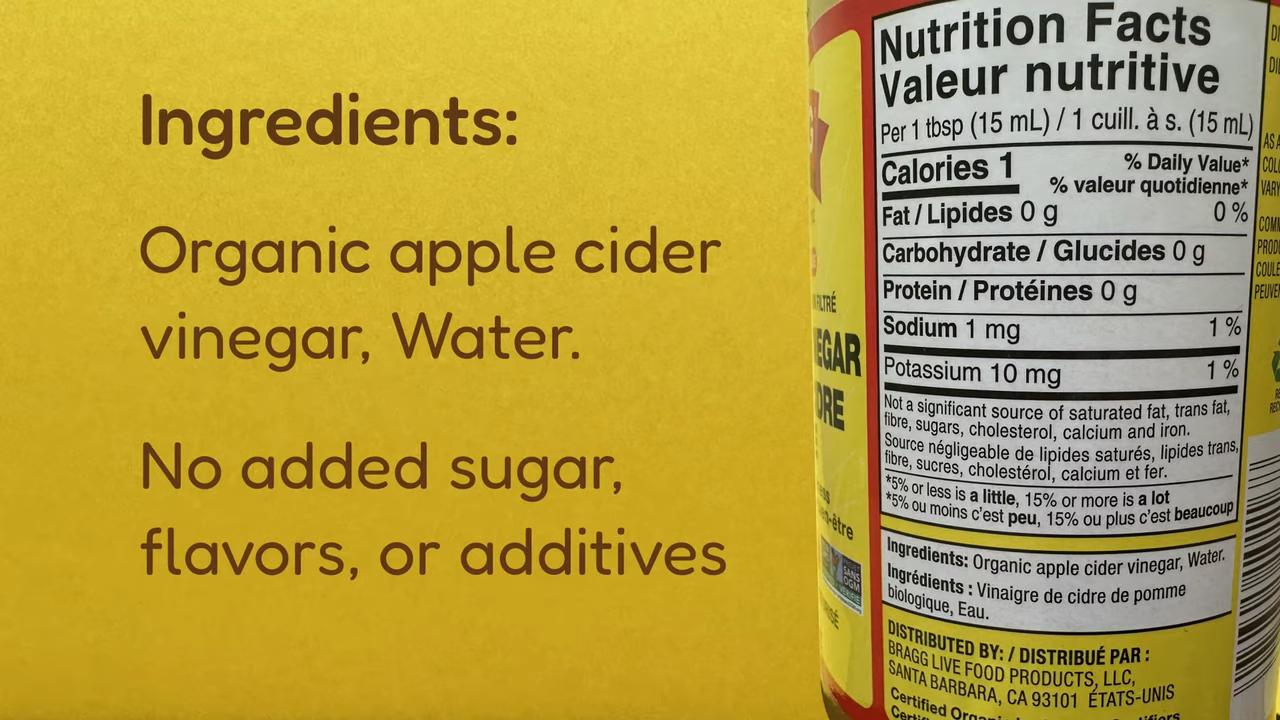 Ingredients:
Organic apple cider
vinegar, Water.
No added sugar,
flavors, or additives
Nutrition Facts
Valeur nutritive
Per 1 tbsp (15 mL) / 1 cuill. à s. (15 mL)
Calories 1
% Daily Value*
% valeur quotidienne*
Fat / Lipides 0 g 0 %
Carbohydrate / Glucides 0 g
Protein / Protéines 0 g
Sodium 1 mg 1 %
Potassium 10 mg 1 %
Not a significant source of saturated fat, trans fat,
fibre, sugars, cholesterol, calcium and iron.
Source négligeable de lipides saturés, lipides trans,
fibre, sucres, cholestérol, calcium et fer.
*5% or less is a little, 15% or more is a lot
*5% ou moins c'est peu, 15% ou plus c'est beaucoup
Ingredients: Organic apple cider vinegar, Water.
Ingrédients : Vinaigre de cidre de pomme
biologique, Eau.
DISTRIBUTED BY: / DISTRIBUÉ PAR :
BRAGG LIVE FOOD PRODUCTS, LLC,
SANTA BARBARA, CA 93101 ÉTATS-UNIS
Certified
SANS
OGM